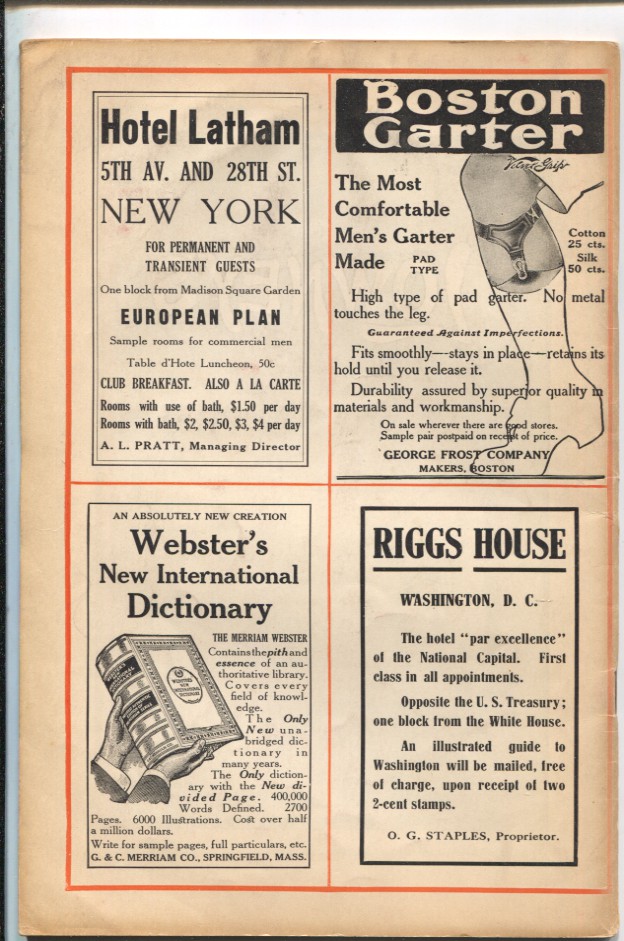 Hotel Latham
5TH AV. AND 28TH ST.
NEW YORK
FOR PERMANENT AND
TRANSIENT GUESTS
One block from Madison Square Garden
EUROPEAN PLAN
Sample rooms for commercial men
Table d'Hote Luncheon, 50c
CLUB BREAKFAST. ALSO A LA CARTE
Rooms with use of bath, $1.50 per day
Rooms with bath, $2, $2.50, $3, $4 per day
A. L. PRATT, Managing Director
Boston
Garter
Velvet Grip
The Most
Comfortable
Men's Garter
Made PAD
TYPE
Cotton
25 cts.
Silk
50 cts.
High type of pad garter. No metal
touches the leg.
Guaranteed Against Imperfections.
Fits smoothly—stays in place—retains its
hold until you release it.
Durability assured by superior quality in
materials and workmanship.
On sale wherever there are good stores.
Sample pair postpaid on receipt of price.
GEORGE FROST COMPANY
MAKERS, BOSTON
AN ABSOLUTELY NEW CREATION
Webster's
New International
Dictionary
THE MERRIAM WEBSTER
Contains the pith and
essence of an au-
thoritative library.
Covers every
field of knowl-
edge.
The Only
New una-
bridged dic-
tionary in
many years.
The Only diction-
ary with the New di-
vided Page. 400,000
Words Defined. 2700
Pages. 6000 Illustrations. Cost over half
a million dollars.
Write for sample pages, full particulars, etc.
G. & C. MERRIAM CO., SPRINGFIELD, MASS.
RIGGS HOUSE
WASHINGTON, D. C.
The hotel "par excellence"
of the National Capital. First
class in all appointments.
Opposite the U. S. Treasury;
one block from the White House.
An illustrated guide to
Washington will be mailed, free
of charge, upon receipt of two
2-cent stamps.
O. G. STAPLES, Proprietor.